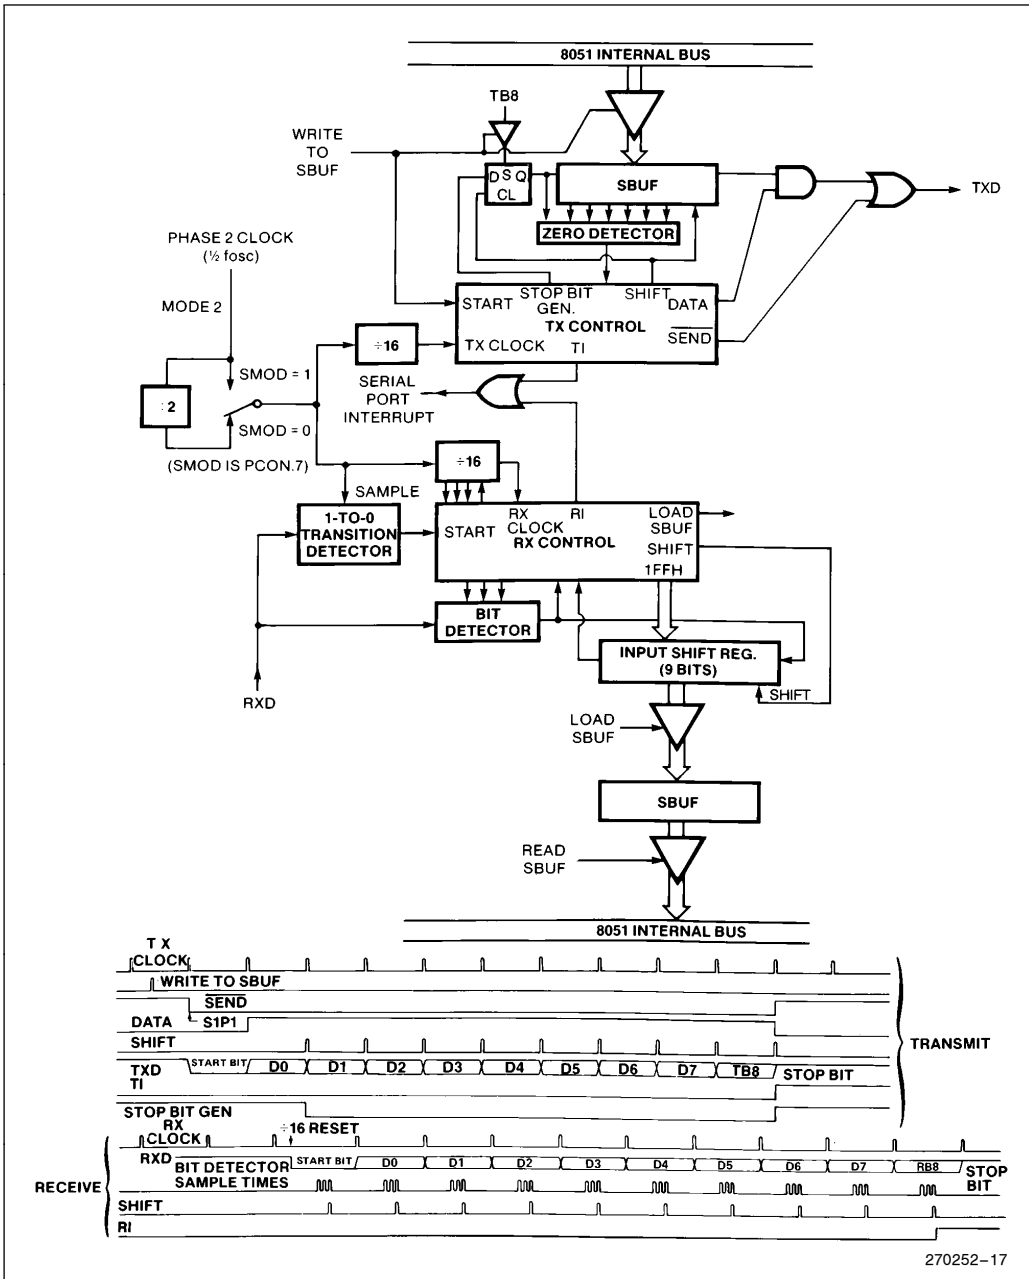 8051 INTERNAL BUS
TB8
WRITE
TO
SBUF
D S Q
CL
SBUF
TXD
ZERO DETECTOR
PHASE 2 CLOCK
(½ fosc)
MODE 2
START
STOP BIT
GEN.
SHIFT
DATA
TX CONTROL
SEND
TX CLOCK
TI
÷16
SMOD = 1
SERIAL
PORT
INTERRUPT
÷2
SMOD = 0
(SMOD IS PCON.7)
÷16
SAMPLE
1-TO-0
TRANSITION
DETECTOR
START
RX
CLOCK
RI
LOAD
SBUF
RX CONTROL
SHIFT
1FFH
BIT
DETECTOR
INPUT SHIFT REG.
(9 BITS)
SHIFT
RXD
LOAD
SBUF
SBUF
READ
SBUF
8051 INTERNAL BUS
T X
CLOCK
WRITE TO SBUF
SEND
DATA S1P1
SHIFT
TRANSMIT
TXD START BIT D0 D1 D2 D3 D4 D5 D6 D7 TB8 STOP BIT
TI
STOP BIT GEN
RX
CLOCK
÷16 RESET
RXD START BIT D0 D1 D2 D3 D4 D5 D6 D7 RB8 STOP
BIT
BIT DETECTOR
SAMPLE TIMES
RECEIVE
SHIFT
RI
270252–17